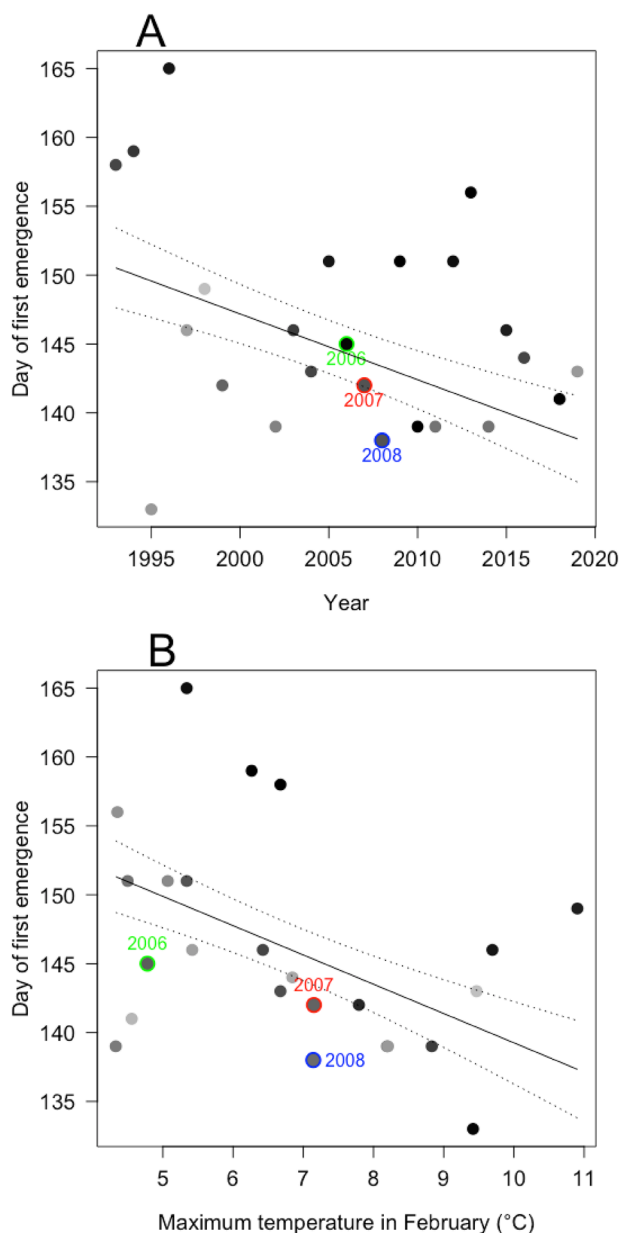 A
165
160
155
150
145
140
135
Day of first emergence
2006
2007
2008
1995 2000 2005 2010 2015 2020
Year
B
165
160
155
150
145
140
135
Day of first emergence
2006
2007
2008
5 6 7 8 9 10 11
Maximum temperature in February (°C)